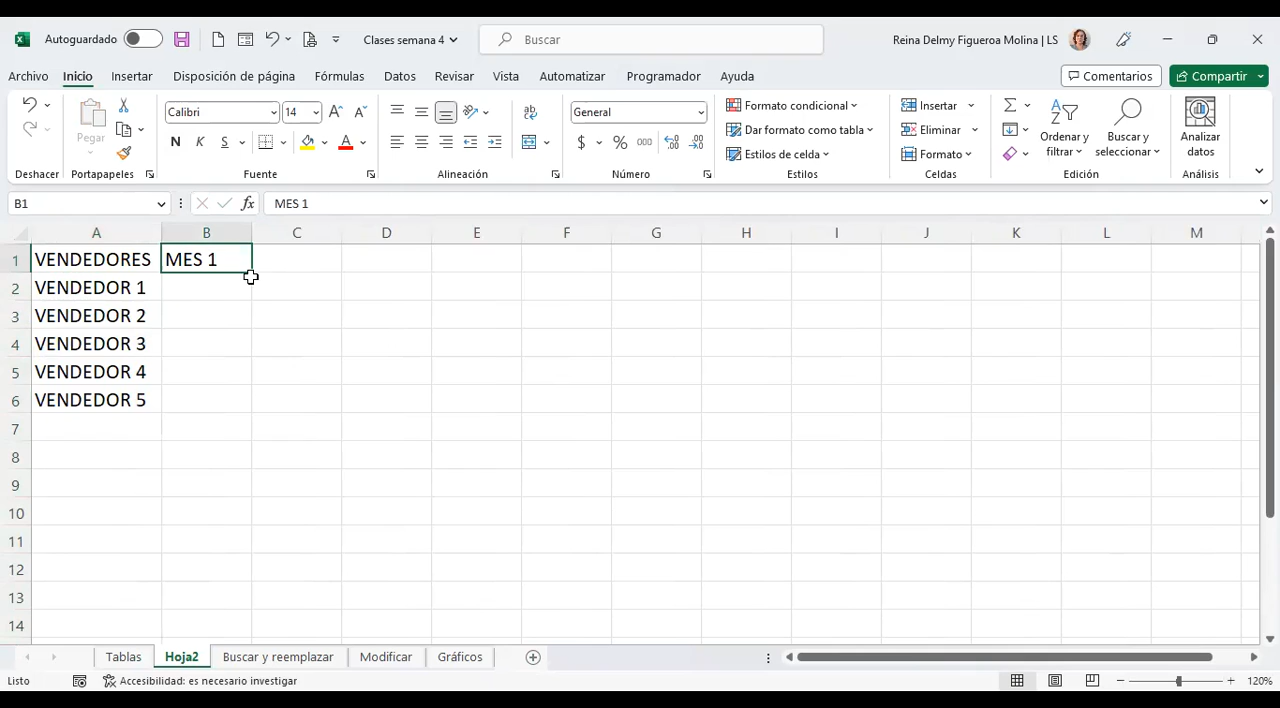 Autoguardado
Clases semana 4
Buscar
Reina Delmy Figueroa Molina | LS
Archivo Inicio Insertar Disposición de página Fórmulas Datos Revisar Vista Automatizar Programador Ayuda
Comentarios
Compartir
Pegar
Calibri 14
N K S
General
$ % 000
Formato condicional
Dar formato como tabla
Estilos de celda
Insertar
Eliminar
Formato
Ordenar y
filtrar
Buscar y
seleccionar
Analizar
datos
Deshacer Portapapeles Fuente Alineación Número Estilos Celdas Edición Análisis
B1
fx MES 1
A B C D E F G H I J K L M
1 VENDEDORES MES 1
2 VENDEDOR 1
3 VENDEDOR 2
4 VENDEDOR 3
5 VENDEDOR 4
6 VENDEDOR 5
7
8
9
10
11
12
13
14
Tablas Hoja2 Buscar y reemplazar Modificar Gráficos
Listo
Accesibilidad: es necesario investigar
120%